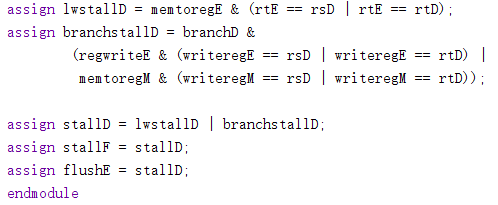 assign lwstallD = memtoregE & (rtE == rsD | rtE == rtD);
assign branchstallD = branchD &
(regwriteE & (writeregE == rsD | writeregE == rtD) |
memtoregM & (writeregM == rsD | writeregM == rtD));
assign stallD = lwstallD | branchstallD;
assign stallF = stallD;
assign flushE = stallD;
endmodule